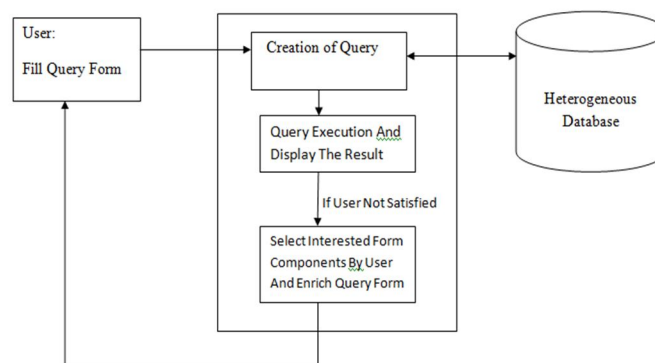 User:
Fill Query Form
Creation of Query
Heterogeneous
Database
Query Execution And
Display The Result
If User Not Satisfied
Select Interested Form
Components By User
And Enrich Query Form